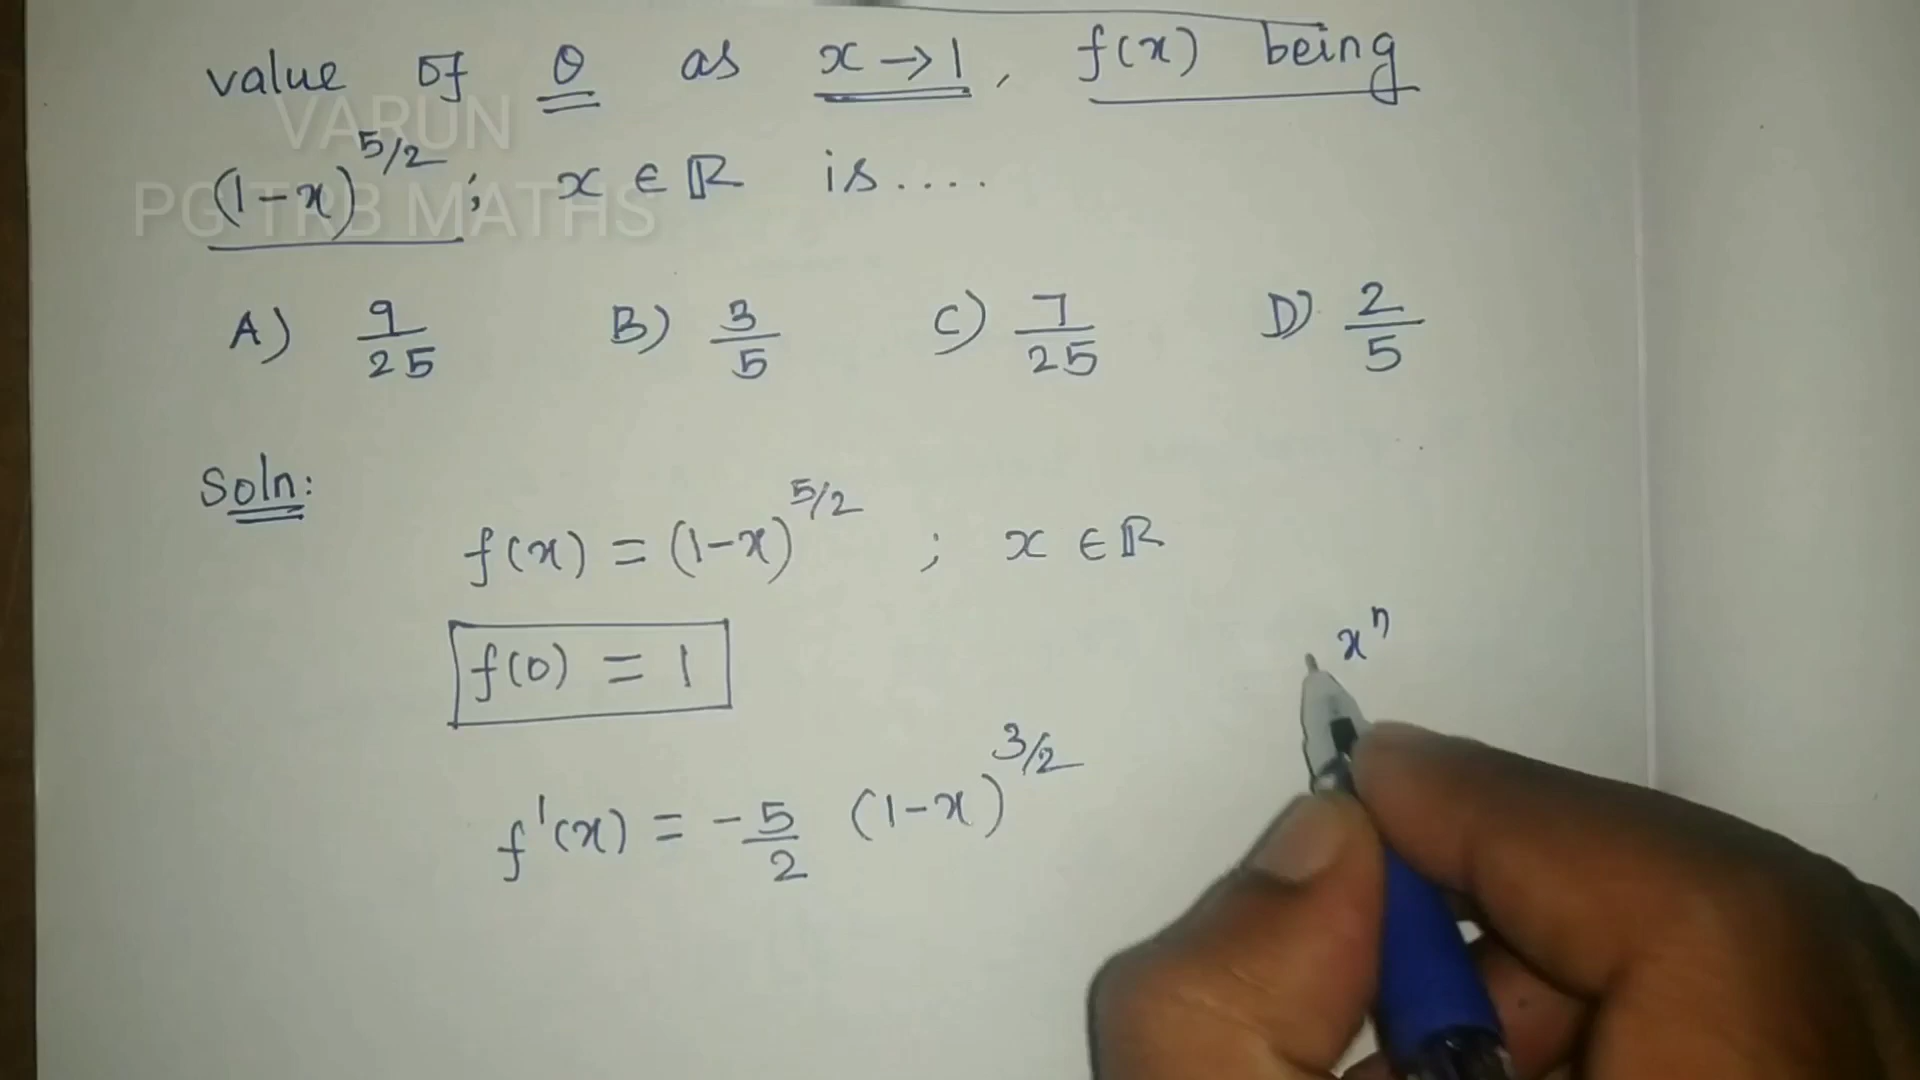 value of θ as x → 1, f(x) being
VARUN
(1-x)^5/2 ; x ∈ ℝ is....
PG TRB MATHS
A) 9/25 B) 3/5 C) 7/25 D) 2/5
Soln:
f(x) = (1-x)^5/2 ; x ∈ ℝ
f(0) = 1
x^n
f'(x) = -5/2 (1-x)^3/2